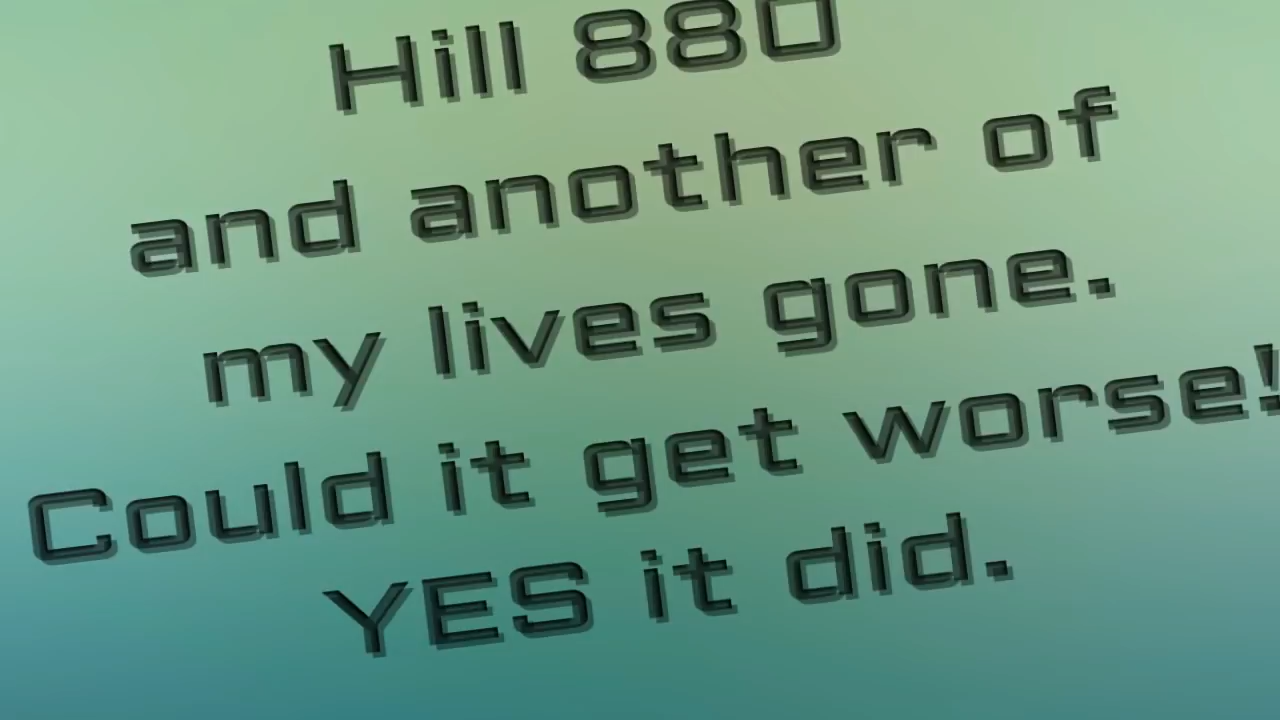 Hill 880
and another of
my lives gone.
Could it get worse!
YES it did.